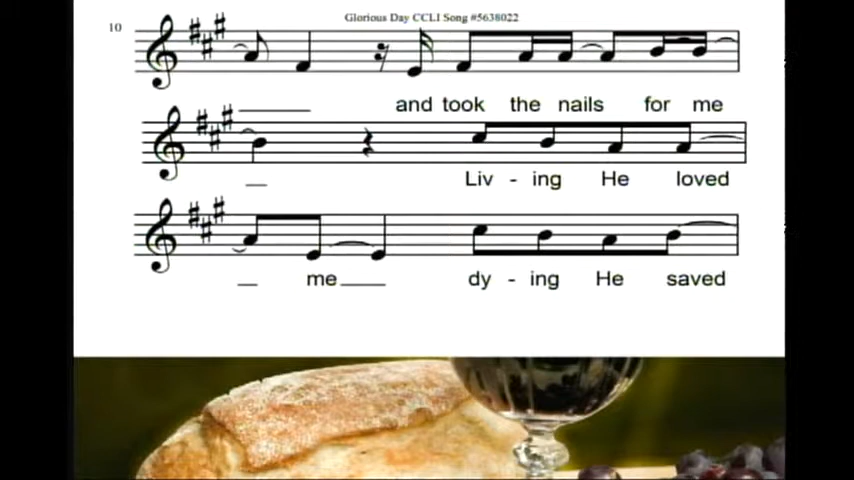 Glorious Day CCLI Song #5638022
10
and took the nails for me
Liv - ing He loved
me dy - ing He saved